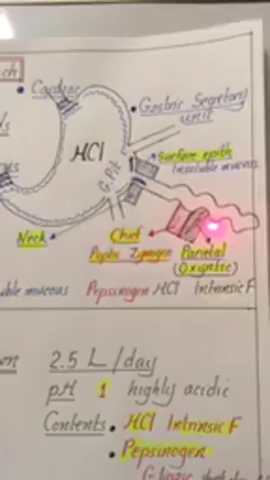 ch
Cardiac
Gastric Secretory
unit
HCl
G.Pit
Surface epith
Insoluble mucous
Neck
Chief
Peptic Zymogen
Parietal
(Oxyntic)
mucous
Pepsinogen
HCl
Intrinsic F
2.5 L/day
pH 1 highly acidic
Contents. HCl Intrinsic F
Pepsinogen